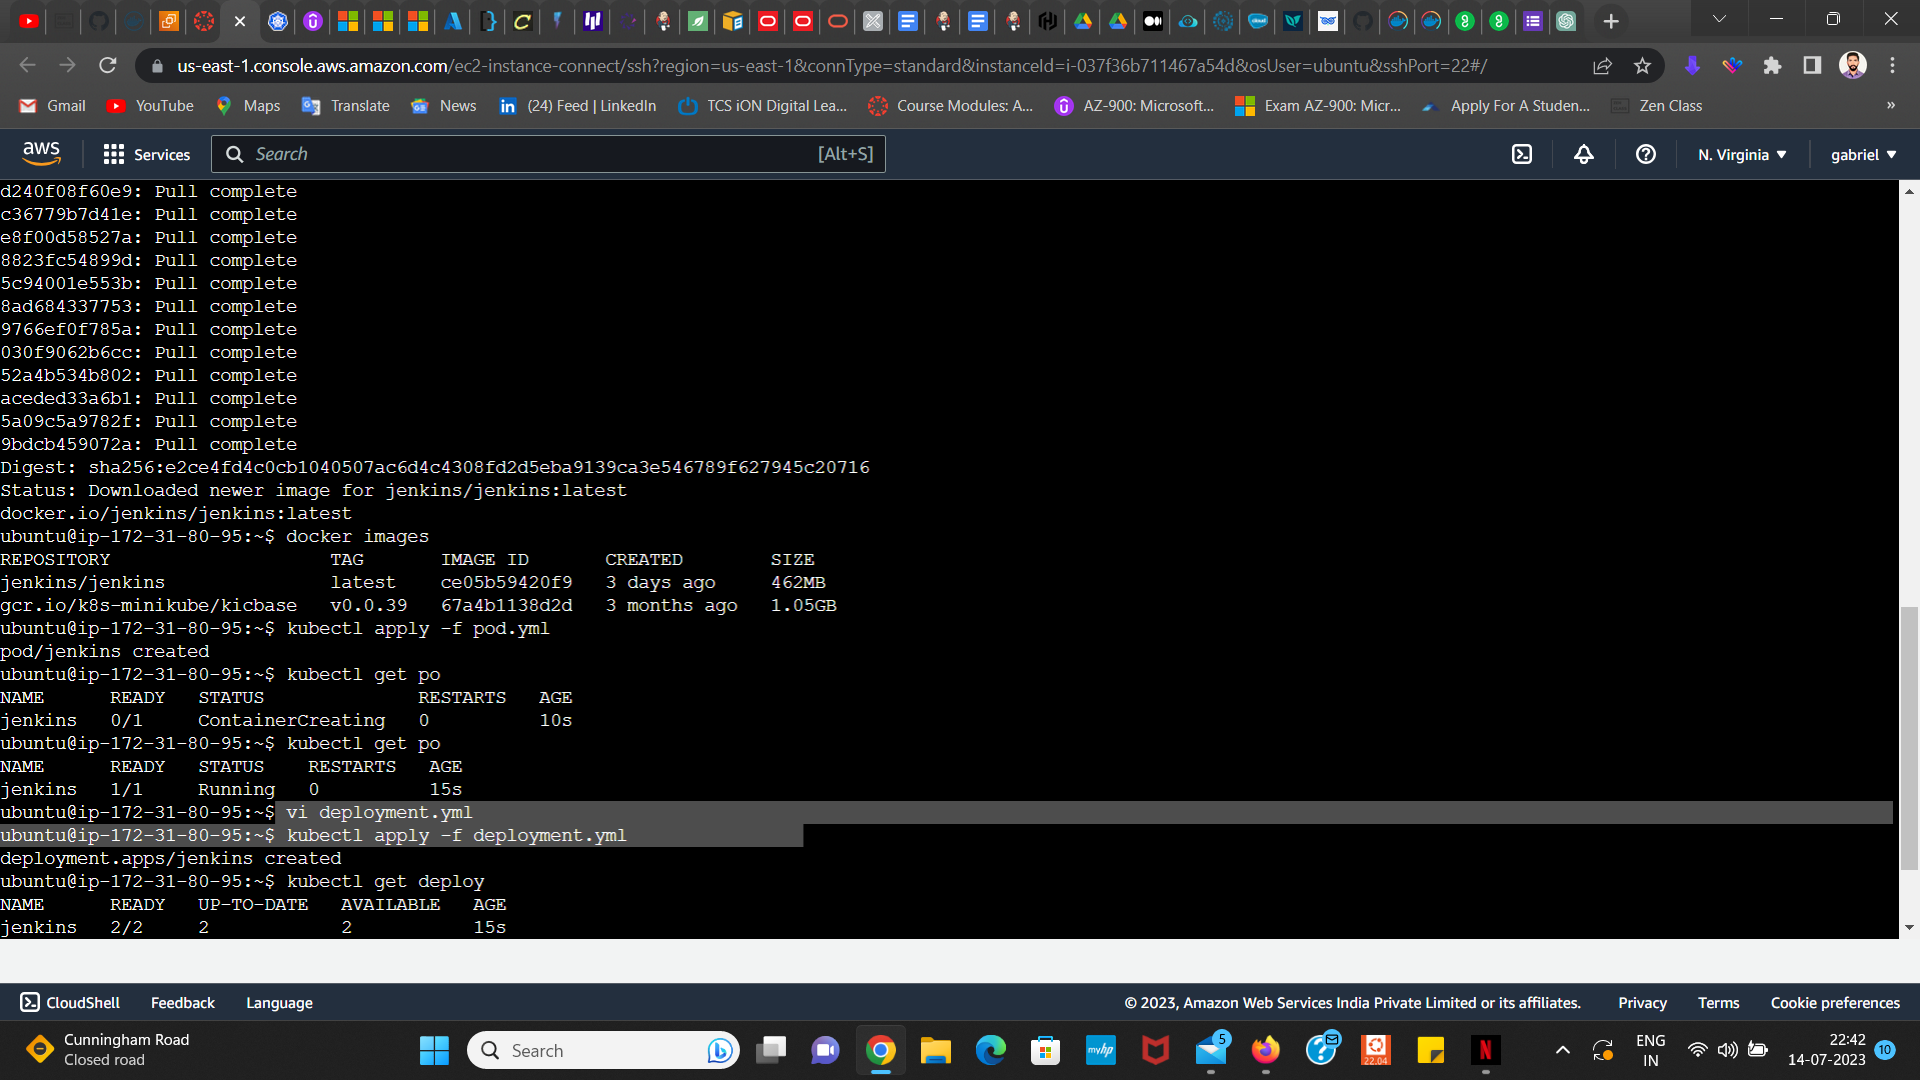 us-east-1.console.aws.amazon.com/ec2-instance-connect/ssh?region=us-east-1&connType=standard&instanceId=i-037f36b711467a54d&osUser=ubuntu&sshPort=22#/
Gmail YouTube Maps Translate News (24) Feed | LinkedIn TCS iON Digital Lea... Course Modules: A... AZ-900: Microsoft... Exam AZ-900: Micr... Apply For A Studen... Zen Class »
aws Services Search [Alt+S] N. Virginia gabriel
d240f08f60e9: Pull complete
c36779b7d41e: Pull complete
e8f00d58527a: Pull complete
8823fc54899d: Pull complete
5c94001e553b: Pull complete
8ad684337753: Pull complete
9766ef0f785a: Pull complete
030f9062b6cc: Pull complete
52a4b534b802: Pull complete
aceded33a6b1: Pull complete
5a09c5a9782f: Pull complete
9bdcb459072a: Pull complete
Digest: sha256:e2ce4fd4c0cb1040507ac6d4c4308fd2d5eba9139ca3e546789f627945c20716
Status: Downloaded newer image for jenkins/jenkins:latest
docker.io/jenkins/jenkins:latest
ubuntu@ip-172-31-80-95:~$ docker images
REPOSITORY TAG IMAGE ID CREATED SIZE
jenkins/jenkins latest ce05b59420f9 3 days ago 462MB
gcr.io/k8s-minikube/kicbase v0.0.39 67a4b1138d2d 3 months ago 1.05GB
ubuntu@ip-172-31-80-95:~$ kubectl apply -f pod.yml
pod/jenkins created
ubuntu@ip-172-31-80-95:~$ kubectl get po
NAME READY STATUS RESTARTS AGE
jenkins 0/1 ContainerCreating 0 10s
ubuntu@ip-172-31-80-95:~$ kubectl get po
NAME READY STATUS RESTARTS AGE
jenkins 1/1 Running 0 15s
ubuntu@ip-172-31-80-95:~$ vi deployment.yml
ubuntu@ip-172-31-80-95:~$ kubectl apply -f deployment.yml
deployment.apps/jenkins created
ubuntu@ip-172-31-80-95:~$ kubectl get deploy
NAME READY UP-TO-DATE AVAILABLE AGE
jenkins 2/2 2 2 15s
CloudShell Feedback Language © 2023, Amazon Web Services India Private Limited or its affiliates. Privacy Terms Cookie preferences
Cunningham Road
Closed road
Search
myhp
5
22.04
ENG
IN
22:42
14-07-2023
10